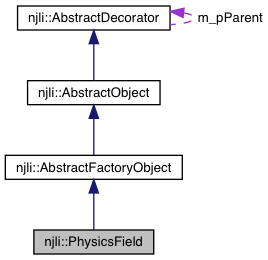 njli::AbstractDecorator
m_pParent
njli::AbstractObject
njli::AbstractFactoryObject
njli::PhysicsField